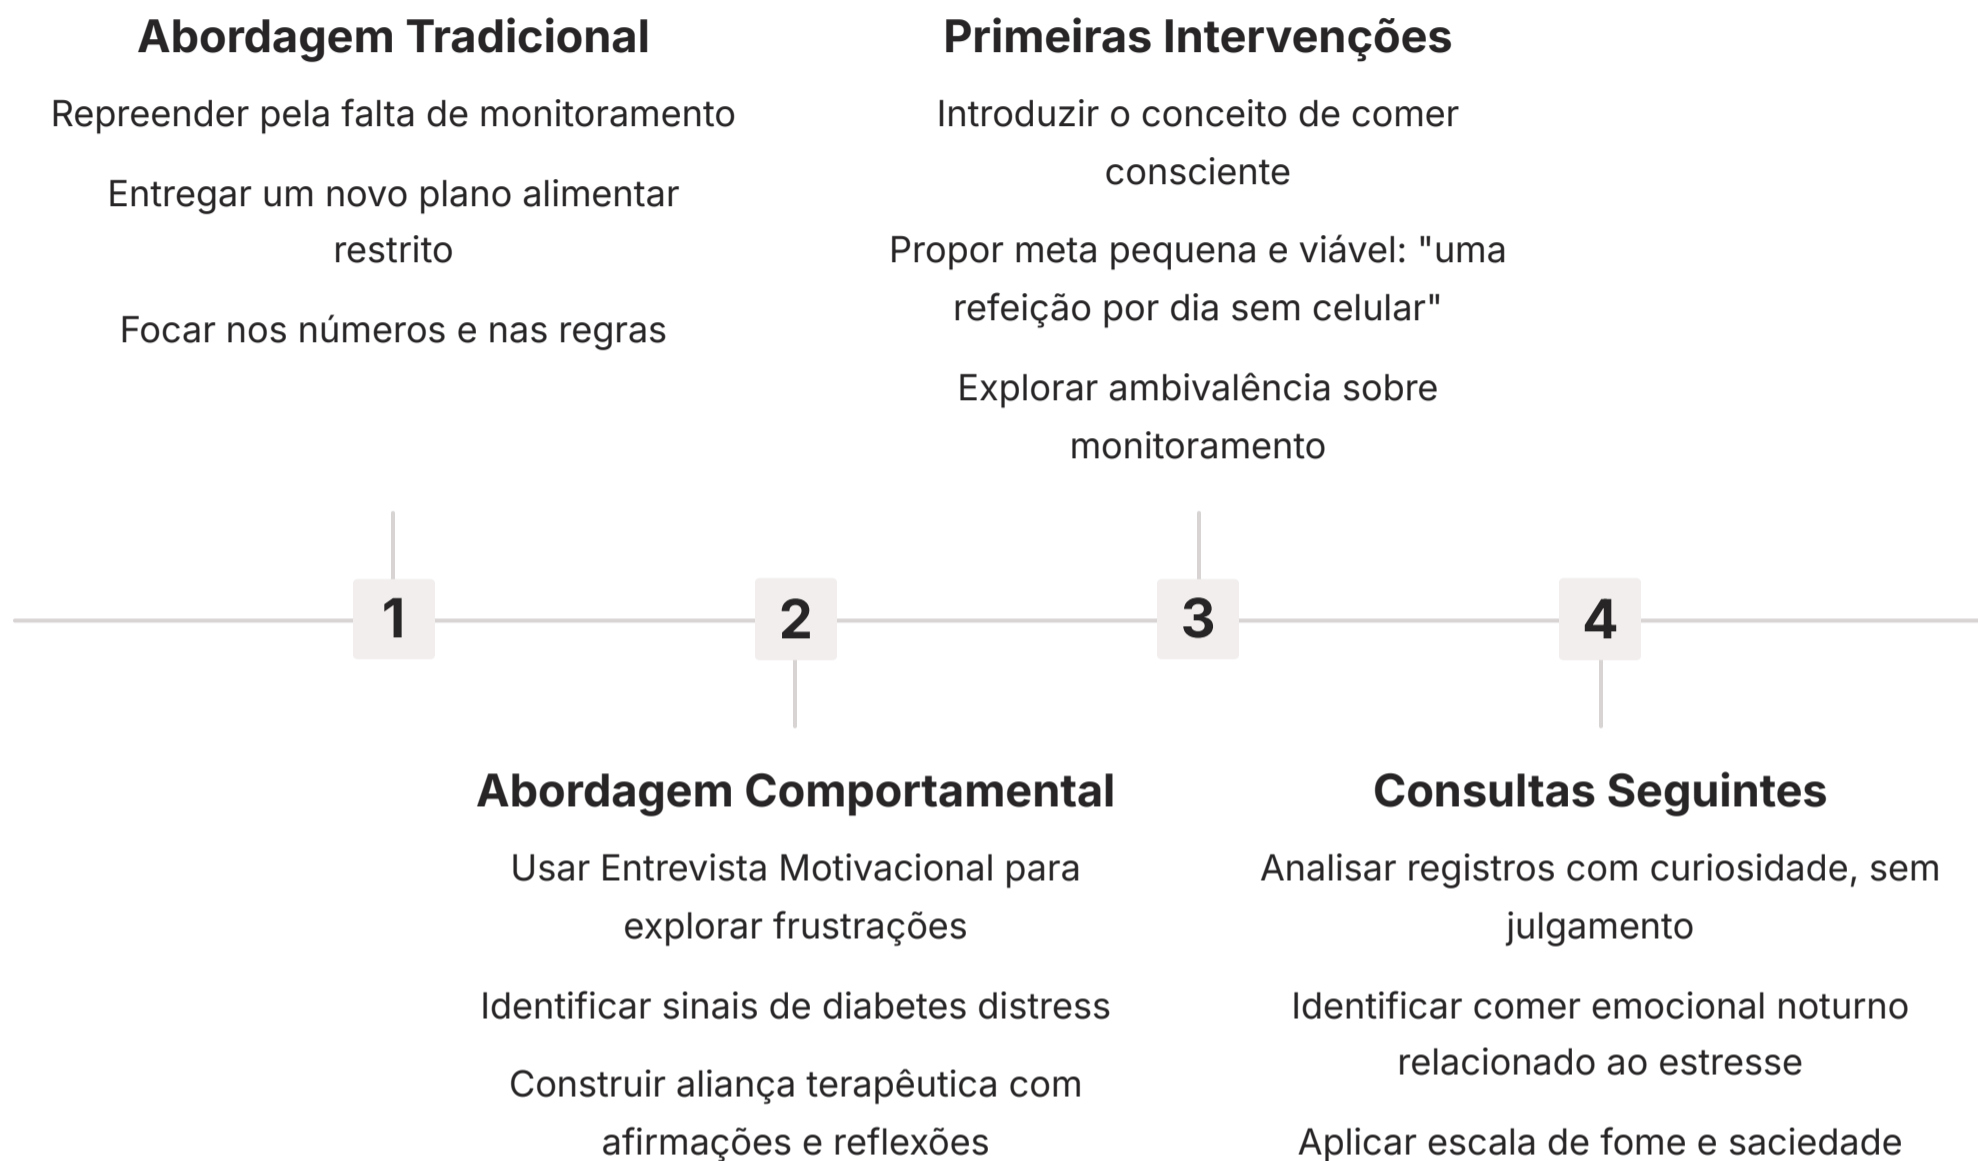 Abordagem Tradicional
Repreender pela falta de monitoramento
Entregar um novo plano alimentar
restrito
Focar nos números e nas regras
Primeiras Intervenções
Introduzir o conceito de comer
consciente
Propor meta pequena e viável: "uma
refeição por dia sem celular"
Explorar ambivalência sobre
monitoramento
1
2
3
4
Abordagem Comportamental
Usar Entrevista Motivacional para
explorar frustrações
Identificar sinais de diabetes distress
Construir aliança terapêutica com
afirmações e reflexões
Consultas Seguintes
Analisar registros com curiosidade, sem
julgamento
Identificar comer emocional noturno
relacionado ao estresse
Aplicar escala de fome e saciedade